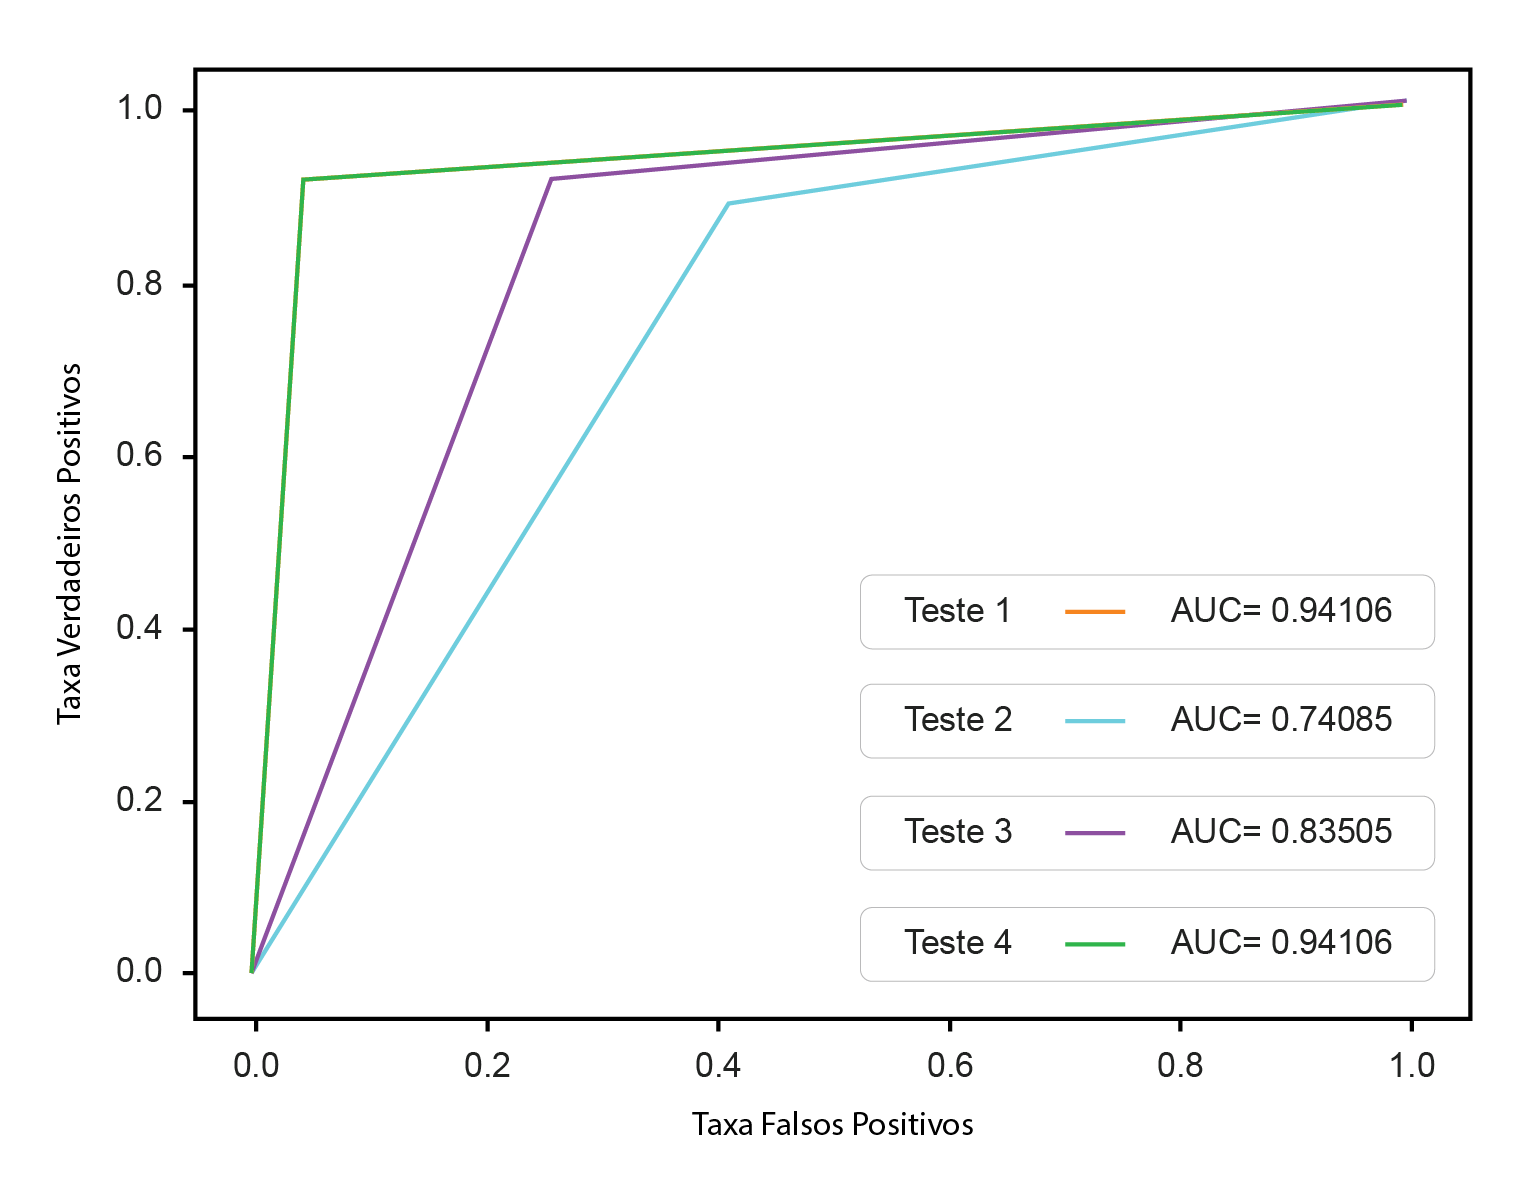 1.0
0.8
0.6
0.4
0.2
0.0
Taxa Verdadeiros Positivos
Teste 1 AUC= 0.94106
Teste 2 AUC= 0.74085
Teste 3 AUC= 0.83505
Teste 4 AUC= 0.94106
0.0 0.2 0.4 0.6 0.8 1.0
Taxa Falsos Positivos